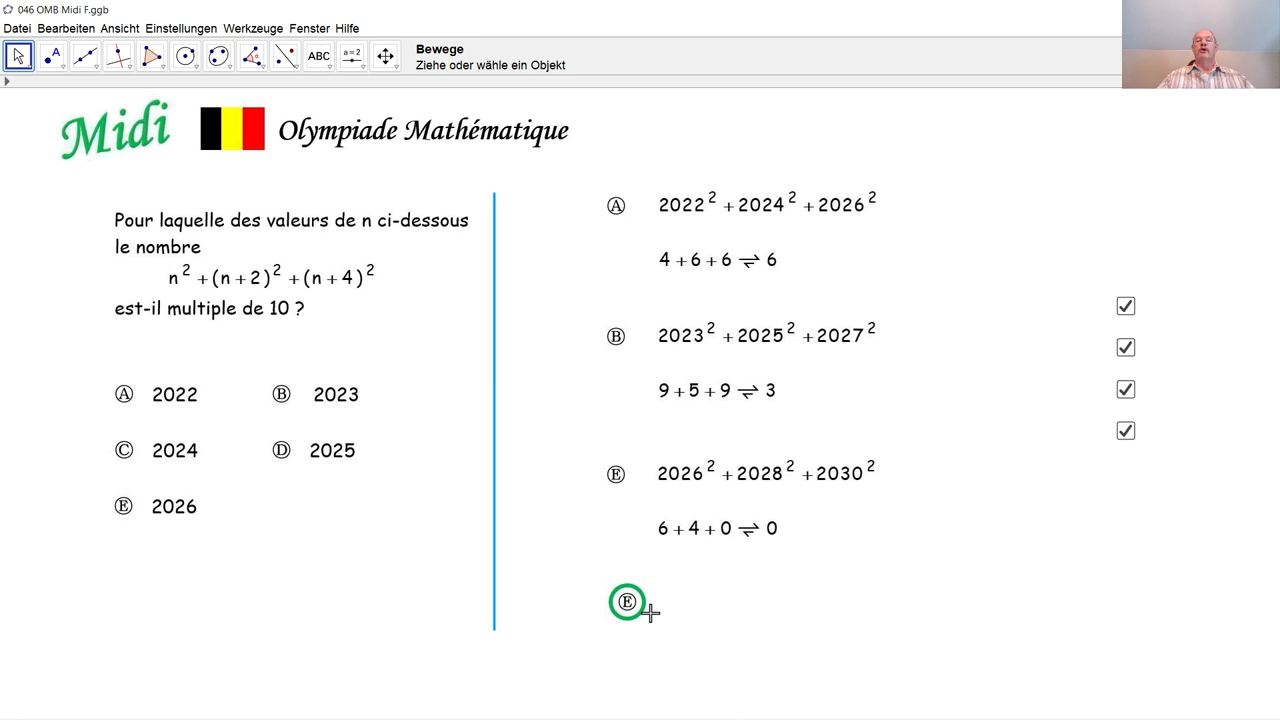 046 OMB Midi F.ggb
Datei Bearbeiten Ansicht Einstellungen Werkzeuge Fenster Hilfe
A
ABC
a=2
Bewege
Ziehe oder wähle ein Objekt
Midi
Olympiade Mathématique
Pour laquelle des valeurs de n ci-dessous
le nombre
n² + (n + 2)² + (n + 4)²
est-il multiple de 10 ?
Ⓐ 2022 Ⓑ 2023
Ⓒ 2024 Ⓓ 2025
Ⓔ 2026
Ⓐ 2022² + 2024² + 2026²
4 + 6 + 6 ⇌ 6
Ⓑ 2023² + 2025² + 2027²
9 + 5 + 9 ⇌ 3
Ⓔ 2026² + 2028² + 2030²
6 + 4 + 0 ⇌ 0
Ⓔ